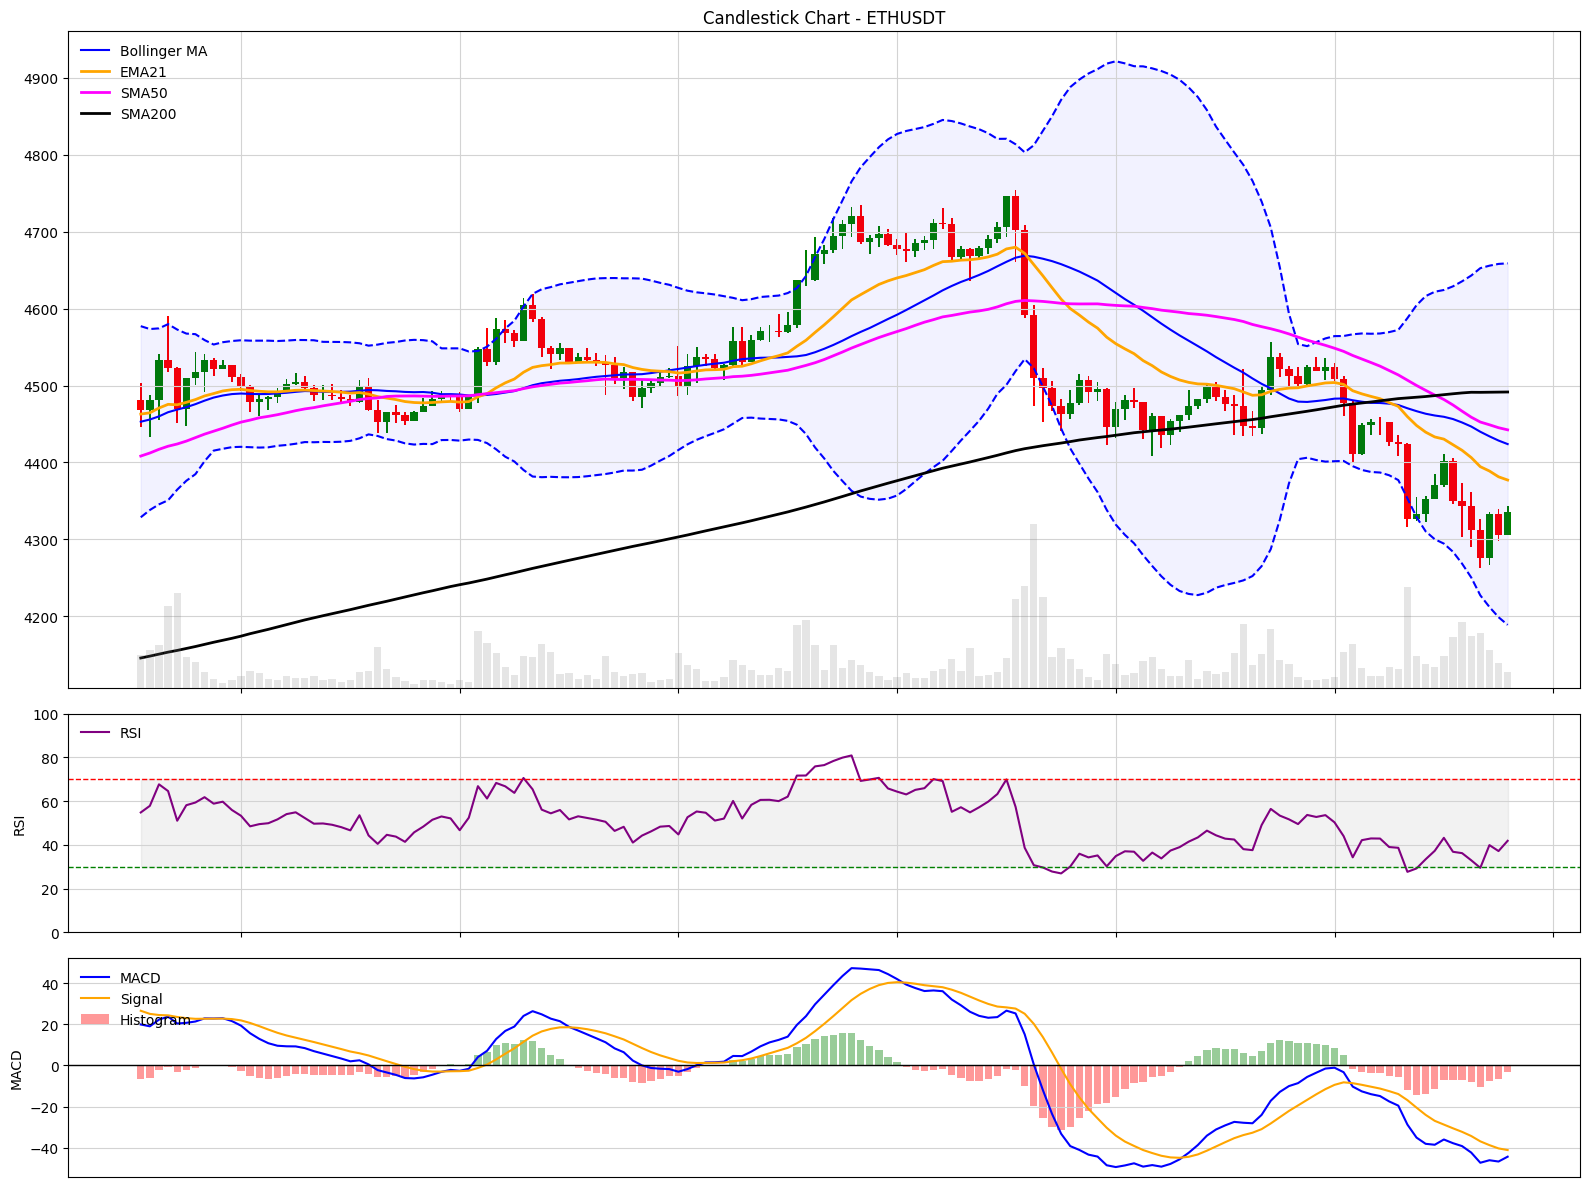 Candlestick Chart - ETHUSDT
Bollinger MA
EMA21
SMA50
SMA200
4900
4800
4700
4600
4500
4400
4300
4200
RSI
100
80
60
40
20
0
RSI
MACD
Signal
Histogram
40
20
0
−20
−40
MACD